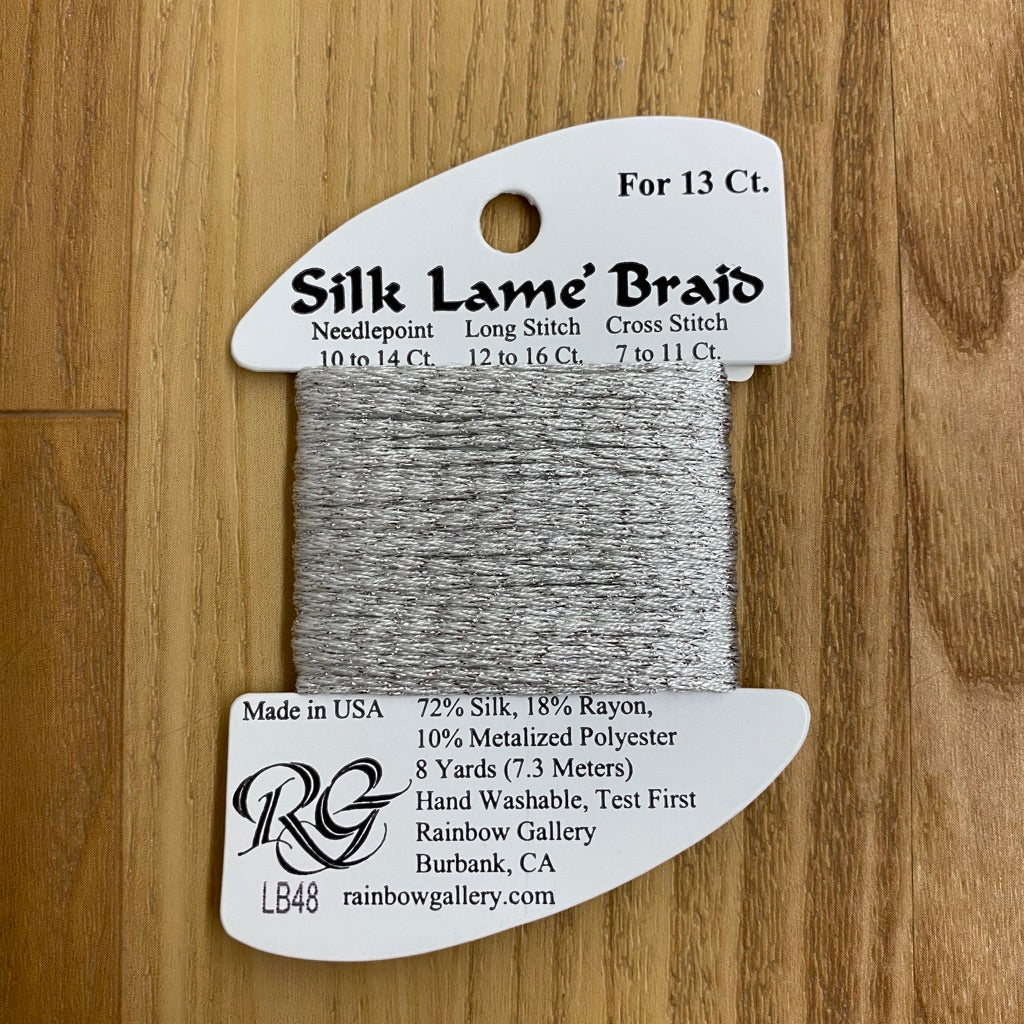 For 13 Ct.
Silk Lame' Braid
Needlepoint Long Stitch Cross Stitch
10 to 14 Ct. 12 to 16 Ct. 7 to 11 Ct.
Made in USA
72% Silk, 18% Rayon,
10% Metalized Polyester
8 Yards (7.3 Meters)
Hand Washable, Test First
Rainbow Gallery
Burbank, CA
RG
LB48
rainbowgallery.com